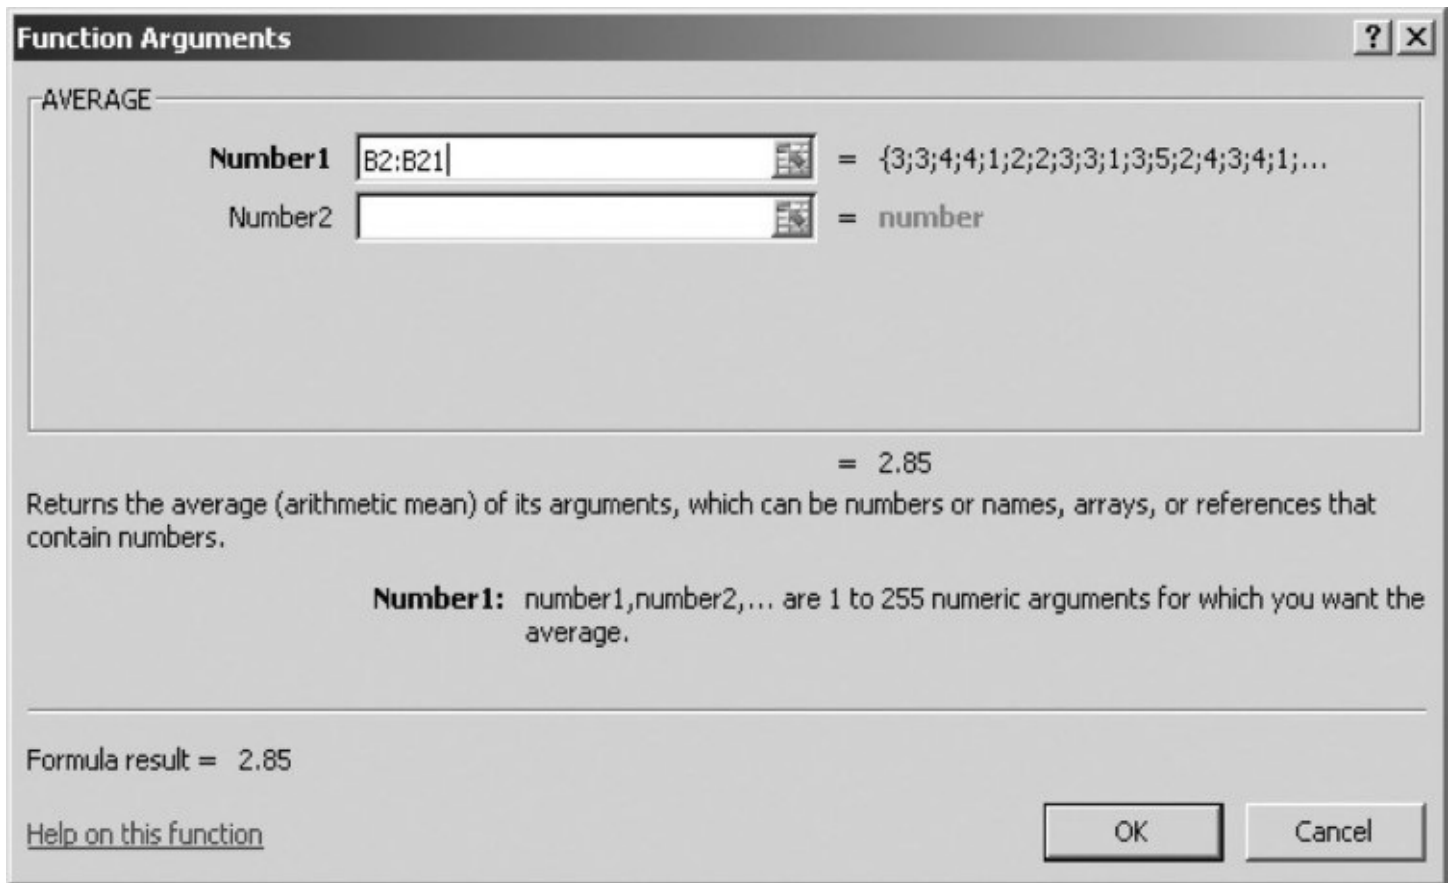 Function Arguments
AVERAGE
Number1 B2:B21 = {3;3;4;4;1;2;2;3;3;1;3;5;2;4;3;4;1;...
Number2 = number
= 2.85
Returns the average (arithmetic mean) of its arguments, which can be numbers or names, arrays, or references that
contain numbers.
Number1: number1,number2,... are 1 to 255 numeric arguments for which you want the
average.
Formula result = 2.85
Help on this function
OK Cancel